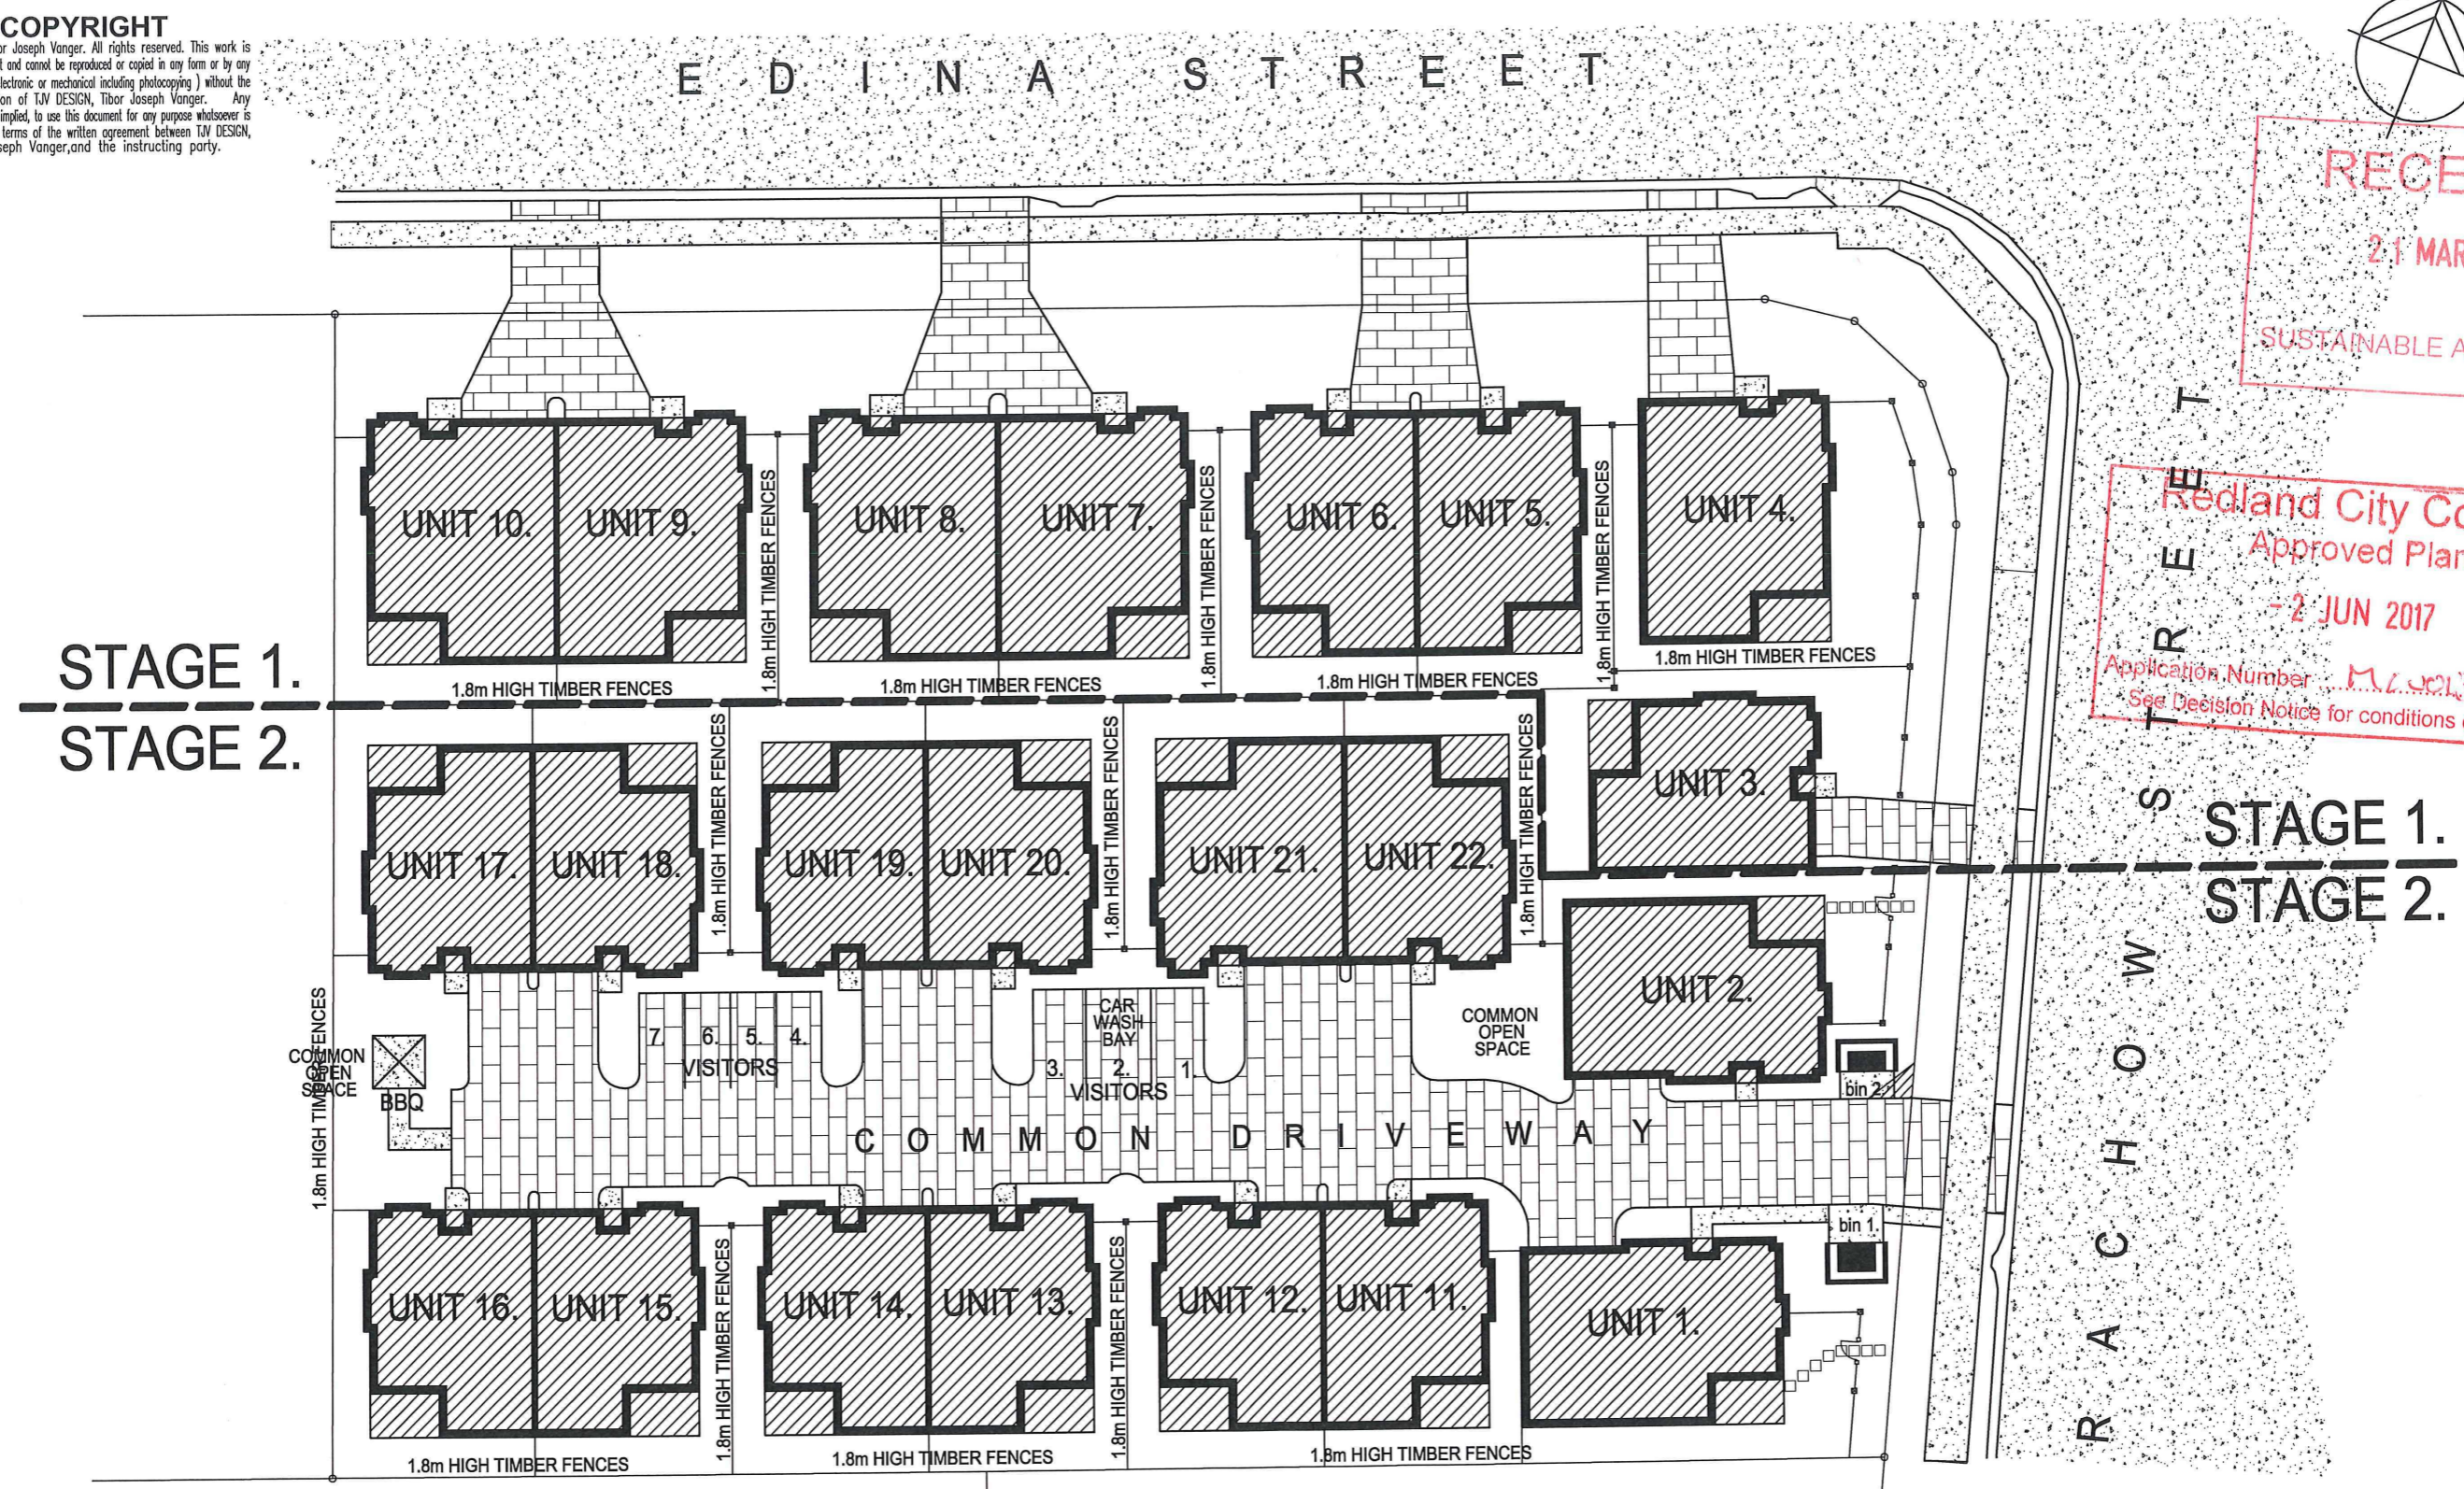 COPYRIGHT
or Joseph Vanger. All rights reserved. This work is
t and cannot be reproduced or copied in any form or by any
lectronic or mechanical including photocopying ) without the
on of TJV DESIGN, Tibor Joseph Vanger. Any
implied, to use this document for any purpose whatsoever is
terms of the written agreement between TJV DESIGN,
seph Vanger,and the instructing party.
EDINA STREET
RECE
21 MAR
SUSTAINABLE A
Redland City Co
Approved Plan
- 2 JUN 2017
Application Number
See Decision Notice for conditions
UNIT 10.
UNIT 9.
UNIT 8.
UNIT 7.
UNIT 6.
UNIT 5.
UNIT 4.
1.8m HIGH TIMBER FENCES
1.8m HIGH TIMBER FENCES
1.8m HIGH TIMBER FENCES
1.8m HIGH TIMBER FENCES
1.8m HIGH TIMBER FENCES
1.8m HIGH TIMBER FENCES
1.8m HIGH TIMBER FENCES
STAGE 1.
STAGE 2.
UNIT 3.
STAGE 1.
STAGE 2.
UNIT 17.
UNIT 18.
UNIT 19.
UNIT 20.
UNIT 21.
UNIT 22.
1.8m HIGH TIMBER FENCES
1.8m HIGH TIMBER FENCES
1.8m HIGH TIMBER FENCES
UNIT 2.
COMMON
OPEN
SPACE
CAR
WASH
BAY
7.
6.
5.
4.
VISITORS
3.
2.
1.
VISITORS
COMMON
OPEN
SPACE
BBQ
1.8m HIGH TIMBER FENCES
bin 2.
COMMON DRIVEWAY
bin 1.
UNIT 16.
UNIT 15.
UNIT 14.
UNIT 13.
UNIT 12.
UNIT 11.
UNIT 1.
1.8m HIGH TIMBER FENCES
1.8m HIGH TIMBER FENCES
1.8m HIGH TIMBER FENCES
1.8m HIGH TIMBER FENCES
1.8m HIGH TIMBER FENCES
RACHOW STREET